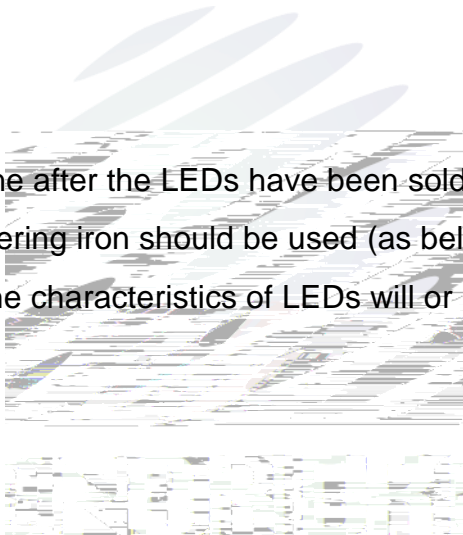 ne after the LEDs have been sold
ering iron should be used (as bel
ne characteristics of LEDs will or